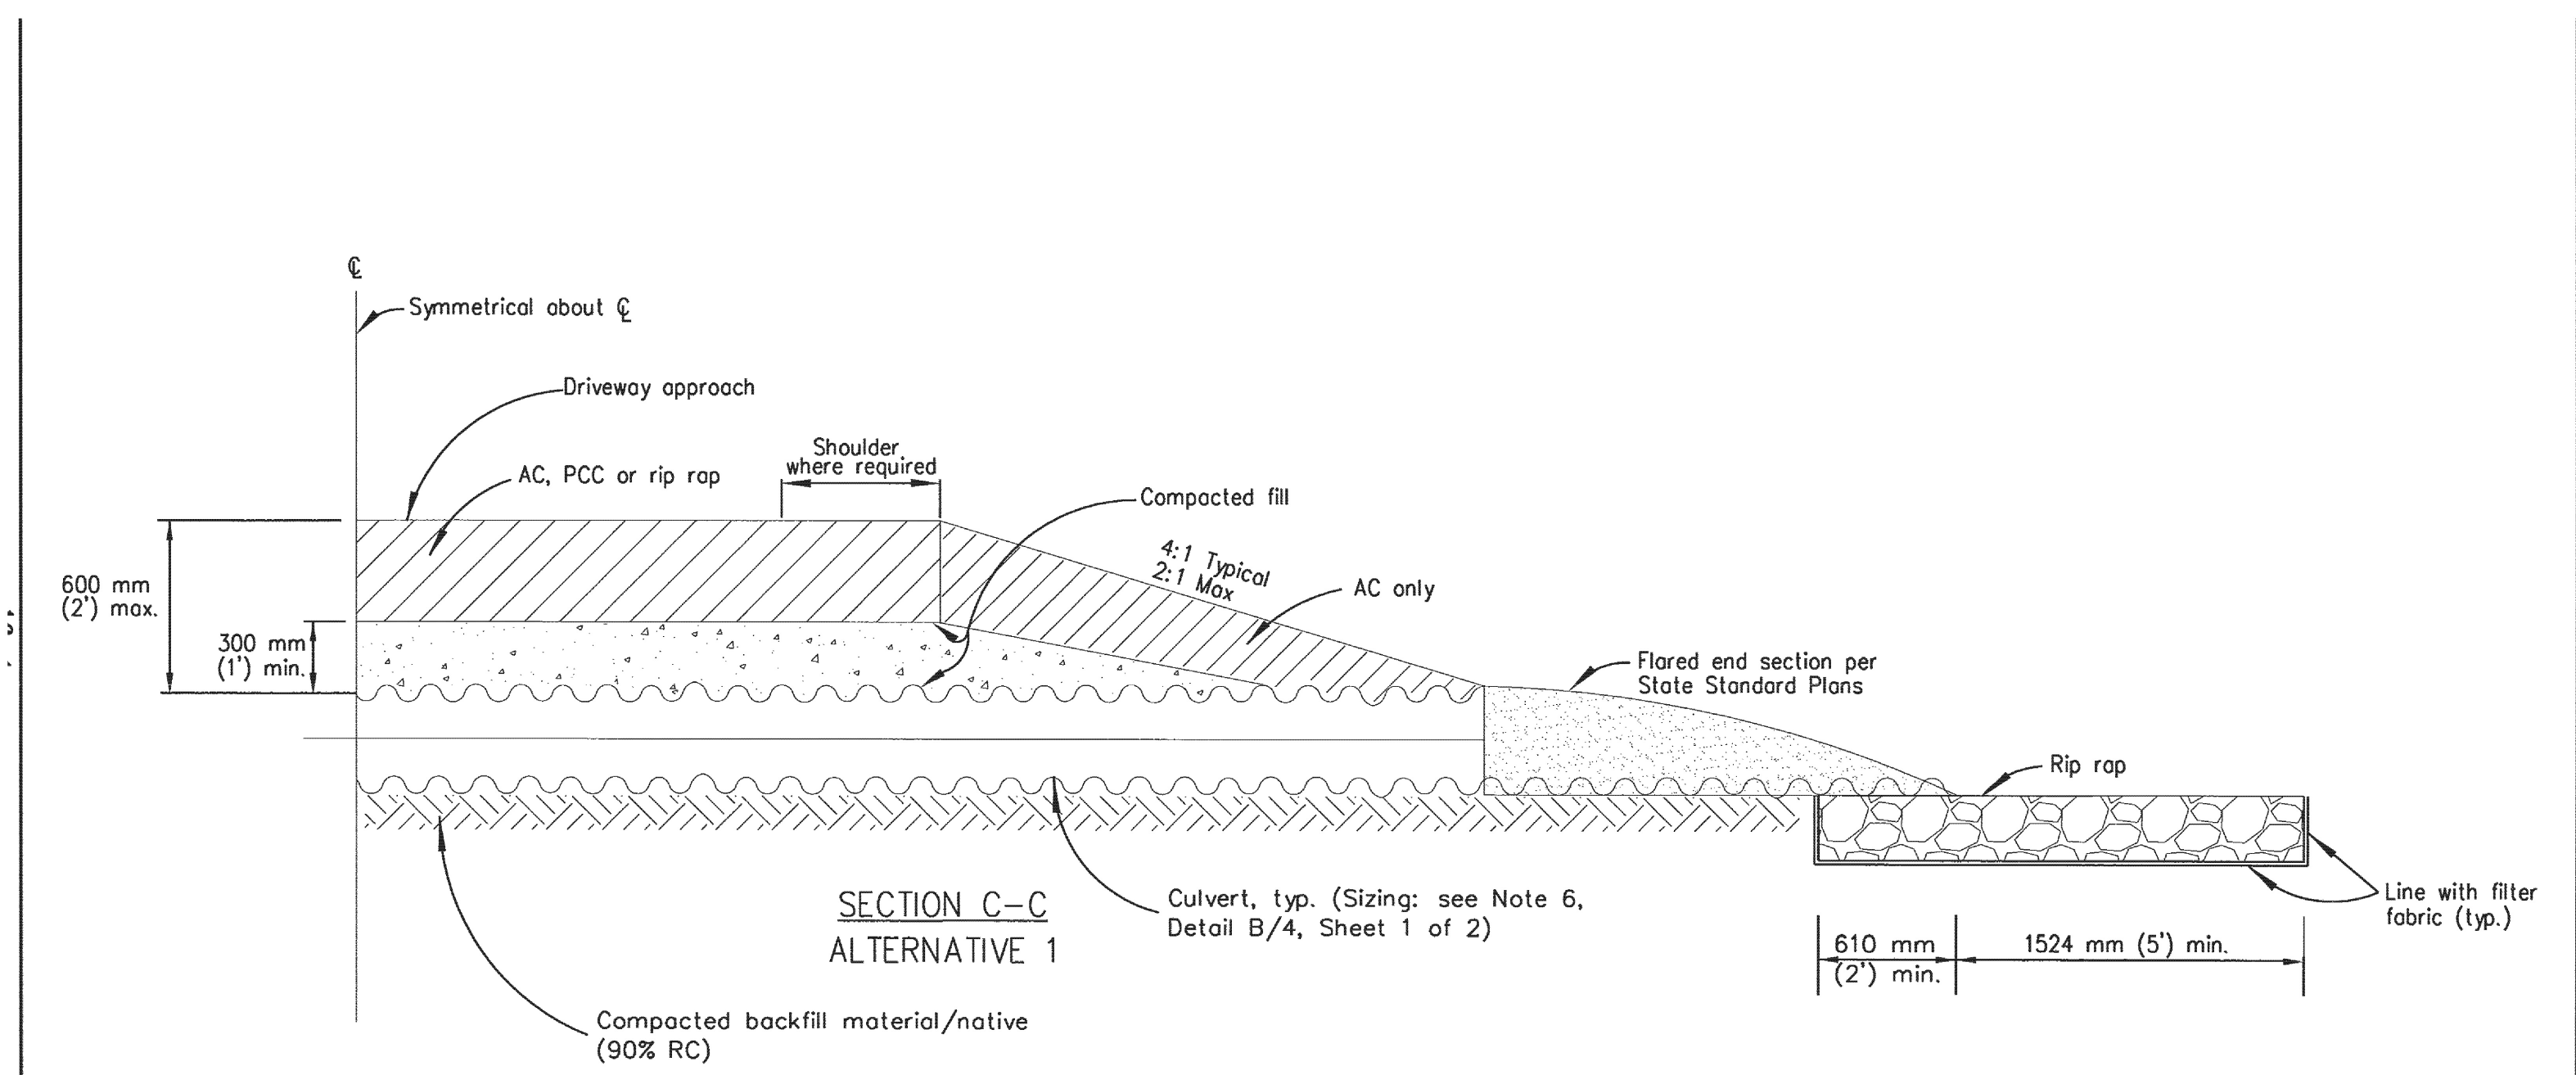 ℄
Symmetrical about ℄
Driveway approach
AC, PCC or rip rap
Shoulder
where required
Compacted fill
4:1 Typical
2:1 Max
AC only
600 mm
(2') max.
300 mm
(1') min.
Flared end section per
State Standard Plans
Rip rap
Line with filter
fabric (typ.)
SECTION C-C
ALTERNATIVE 1
Culvert, typ. (Sizing: see Note 6,
Detail B/4, Sheet 1 of 2)
610 mm
(2') min.
1524 mm (5') min.
Compacted backfill material/native
(90% RC)